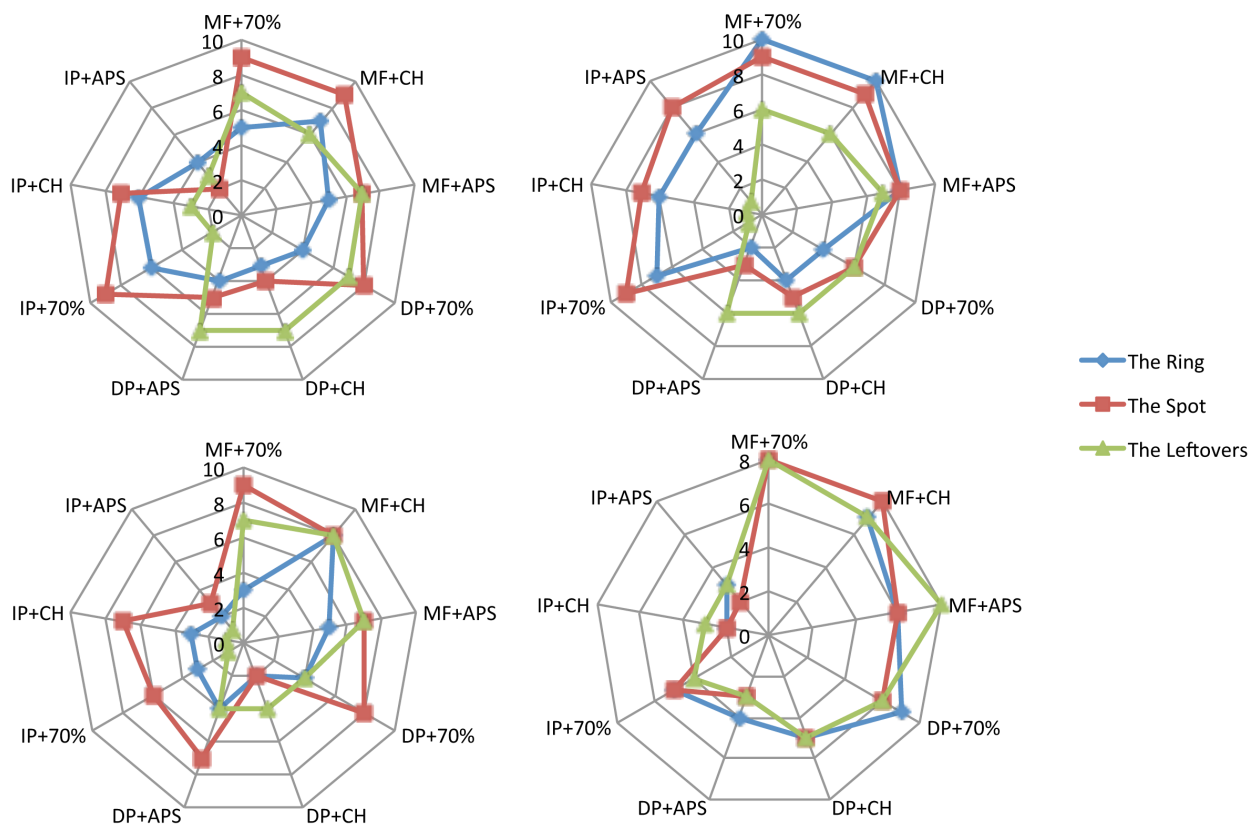 MF+70%
10
8
6
4
2
0
MF+CH
MF+APS
DP+70%
DP+CH
DP+APS
IP+70%
IP+CH
IP+APS
MF+70%
10
8
6
4
2
0
MF+CH
MF+APS
DP+70%
DP+CH
DP+APS
IP+70%
IP+CH
IP+APS
The Ring
The Spot
The Leftovers
MF+70%
10
8
6
4
2
0
MF+CH
MF+APS
DP+70%
DP+CH
DP+APS
IP+70%
IP+CH
IP+APS
MF+70%
8
6
4
2
0
MF+CH
MF+APS
DP+70%
DP+CH
DP+APS
IP+70%
IP+CH
IP+APS